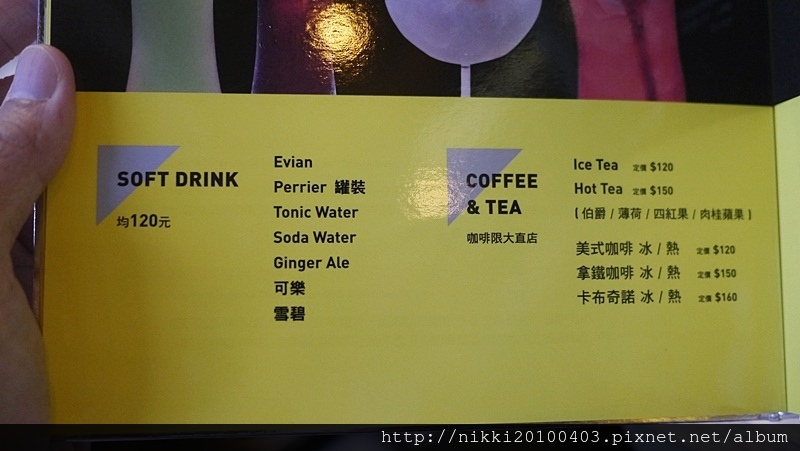 SOFT DRINK
均120元
Evian
Perrier 罐裝
Tonic Water
Soda Water
Ginger Ale
可樂
雪碧
COFFEE
& TEA
咖啡限大直店
Ice Tea 定價 $120
Hot Tea 定價 $150
( 伯爵 / 薄荷 / 四紅果 / 肉桂蘋果 )
美式咖啡 冰 / 熱 定價 $120
拿鐵咖啡 冰 / 熱 定價 $150
卡布奇諾 冰 / 熱 定價 $160
http://nikki20100403.pixnet.net/album